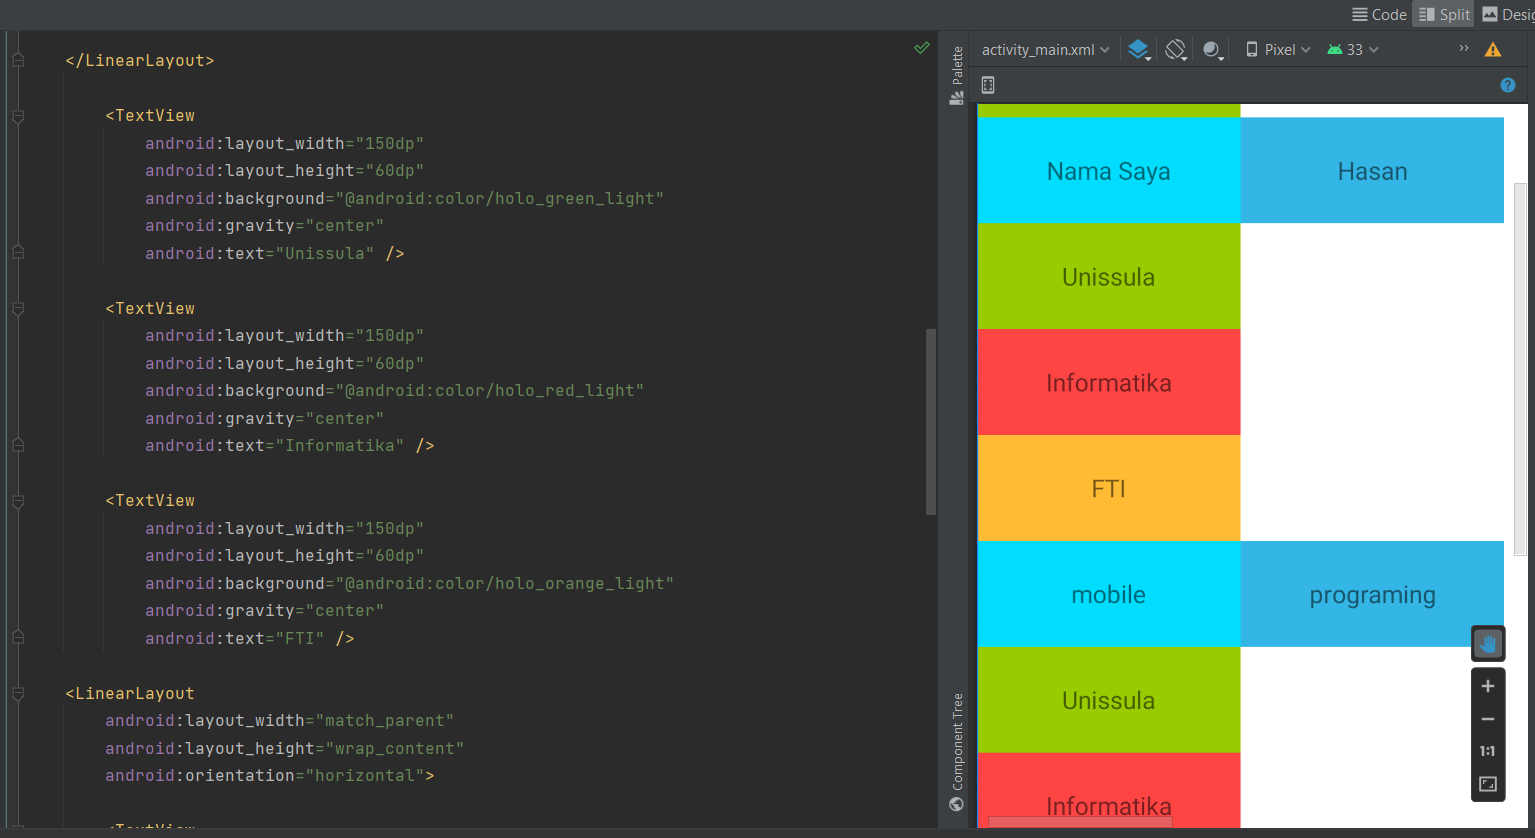 Code Split Desig
</LinearLayout>
<TextView
android:layout_width="150dp"
android:layout_height="60dp"
android:background="@android:color/holo_green_light"
android:gravity="center"
android:text="Unissula" />
<TextView
android:layout_width="150dp"
android:layout_height="60dp"
android:background="@android:color/holo_red_light"
android:gravity="center"
android:text="Informatika" />
<TextView
android:layout_width="150dp"
android:layout_height="60dp"
android:background="@android:color/holo_orange_light"
android:gravity="center"
android:text="FTI" />
<LinearLayout
android:layout_width="match_parent"
android:layout_height="wrap_content"
android:orientation="horizontal">
<TextView
Palette
Component Tree
activity_main.xml Pixel 33 »
?
Nama Saya Hasan
Unissula
Informatika
FTI
mobile programing
Unissula
Informatika
+
−
1:1